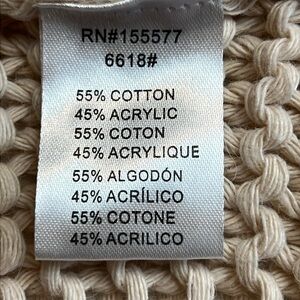 RN#155577
6618#
55% COTTON
45% ACRYLIC
55% COTON
45% ACRYLIQUE
55% ALGODÓN
45% ACRÍLICO
55% COTONE
45% ACRILICO